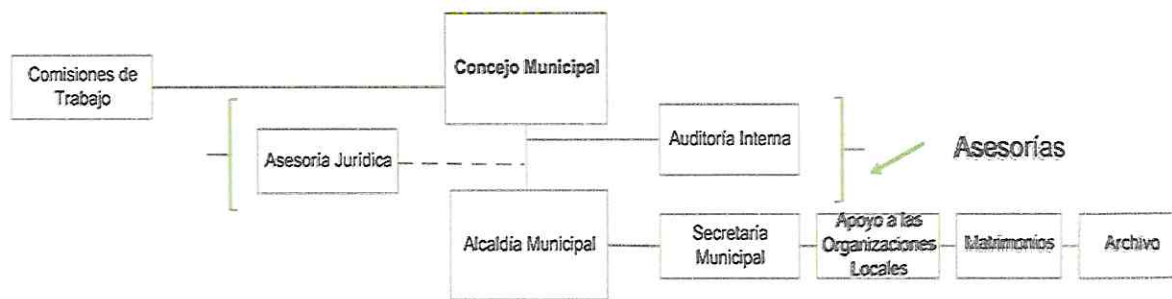 Concejo Municipal
Comisiones de
Trabajo
Auditoría Interna
Asesorías
Asesoria Jurídica
Alcaldía Municipal
Secretaría
Municipal
Apoyo a las
Organizaciones
Locales
Matrimonios
Archivo